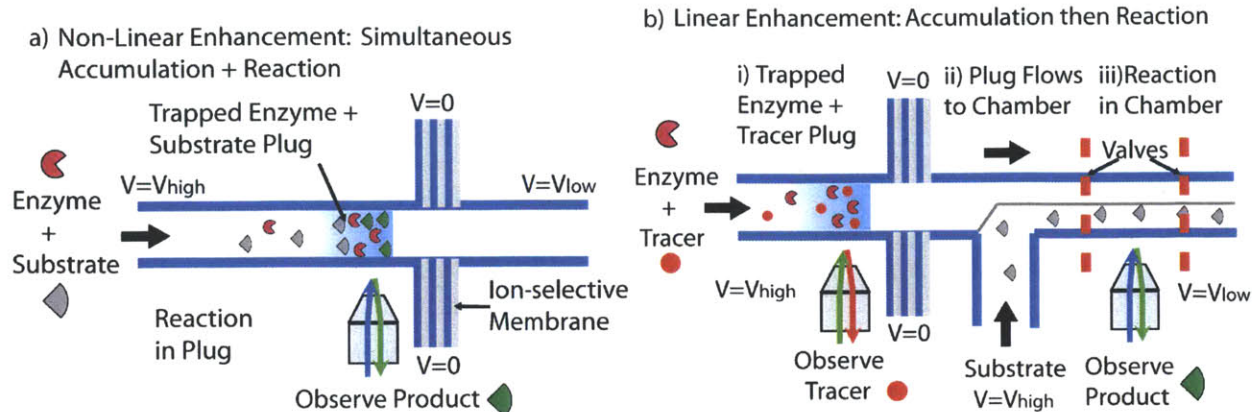 a) Non-Linear Enhancement: Simultaneous
Accumulation + Reaction
Trapped Enzyme +
Substrate Plug
V=0
V=Vhigh
V=Vlow
Enzyme
+
Substrate
Reaction
in Plug
Ion-selective
Membrane
V=0
Observe Product
b) Linear Enhancement: Accumulation then Reaction
i) Trapped
Enzyme +
Tracer Plug
V=0
ii) Plug Flows
to Chamber
iii)Reaction
in Chamber
Valves
Enzyme
+
Tracer
V=Vhigh
V=0
Observe
Tracer
Substrate
V=Vhigh
V=Vlow
Observe
Product